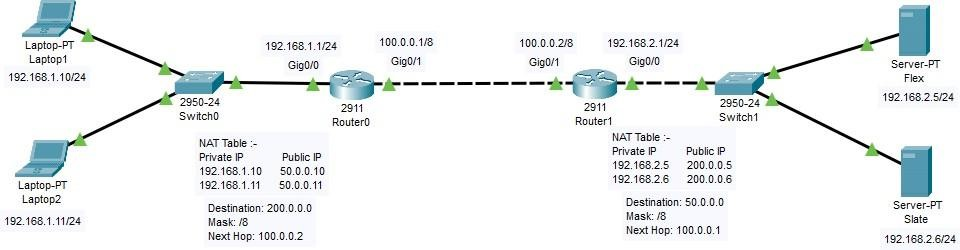 Laptop-PT
Laptop1
192.168.1.10/24
Laptop-PT
Laptop2
192.168.1.11/24
2950-24
Switch0
192.168.1.1/24
Gig0/0
100.0.0.1/8
Gig0/1
2911
Router0
NAT Table :-
Private IP Public IP
192.168.1.10 50.0.0.10
192.168.1.11 50.0.0.11
Destination: 200.0.0.0
Mask: /8
Next Hop: 100.0.0.2
100.0.0.2/8
Gig0/1
192.168.2.1/24
Gig0/0
2911
Router1
NAT Table :-
Private IP Public IP
192.168.2.5 200.0.0.5
192.168.2.6 200.0.0.6
Destination: 50.0.0.0
Mask: /8
Next Hop: 100.0.0.1
2950-24
Switch1
Server-PT
Flex
192.168.2.5/24
Server-PT
Slate
192.168.2.6/24